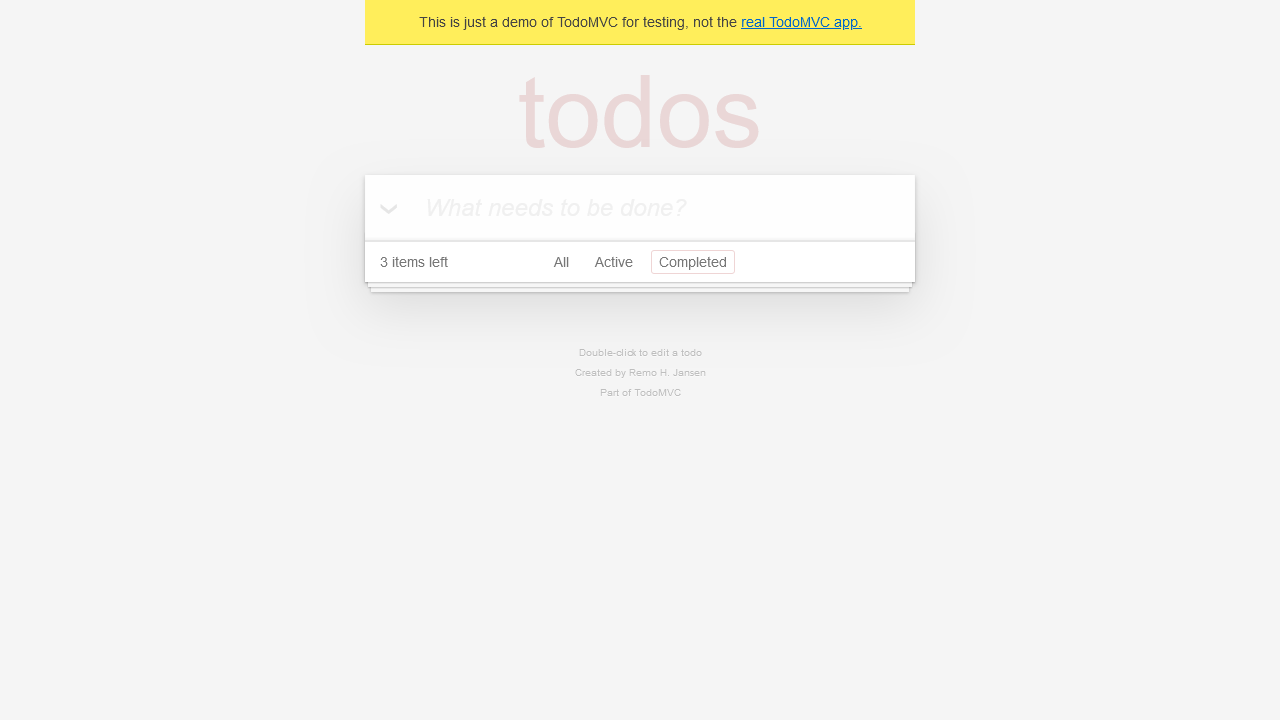 This is just a demo of TodoMVC for testing, not the real TodoMVC app.
todos
What needs to be done?
3 items left All Active Completed
Double-click to edit a todo
Created by Remo H. Jansen
Part of TodoMVC